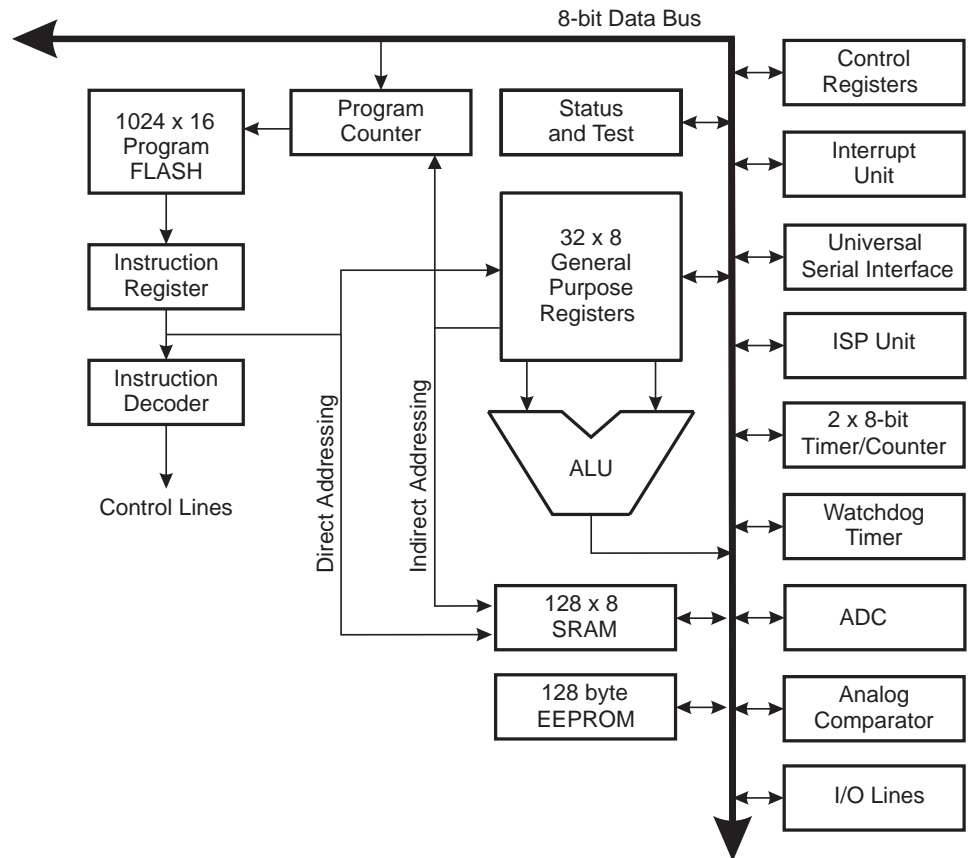 8-bit Data Bus
1024 x 16
Program
FLASH
Program
Counter
Status
and Test
Control
Registers
Interrupt
Unit
Instruction
Register
32 x 8
General
Purpose
Registers
Universal
Serial Interface
ISP Unit
Instruction
Decoder
Direct Addressing
Indirect Addressing
ALU
2 x 8-bit
Timer/Counter
Control Lines
Watchdog
Timer
128 x 8
SRAM
ADC
128 byte
EEPROM
Analog
Comparator
I/O Lines